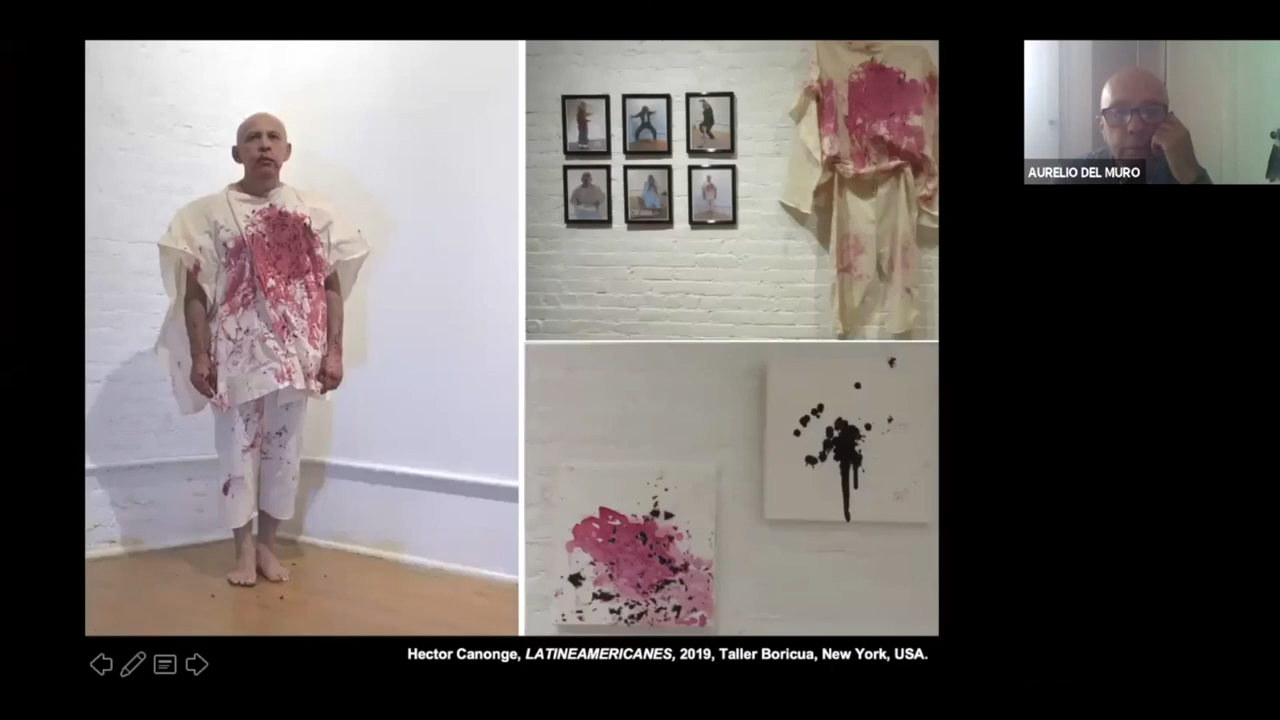 AURELIO DEL MURO
Hector Canonge, LATINEAMERICANES, 2019, Taller Boricua, New York, USA.